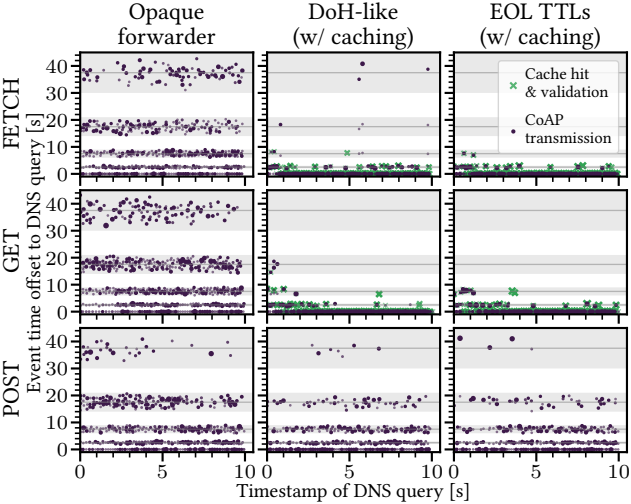 Opaque
forwarder
DoH-like
(w/ caching)
EOL TTLs
(w/ caching)
FETCH
40
30
20
10
0
Cache hit
& validation
CoAP
transmission
GET
40
30
20
10
0
POST
40
30
20
10
0
Event time offset to DNS query [s]
0 5 10 0 5 10 0 5 10
Timestamp of DNS query [s]